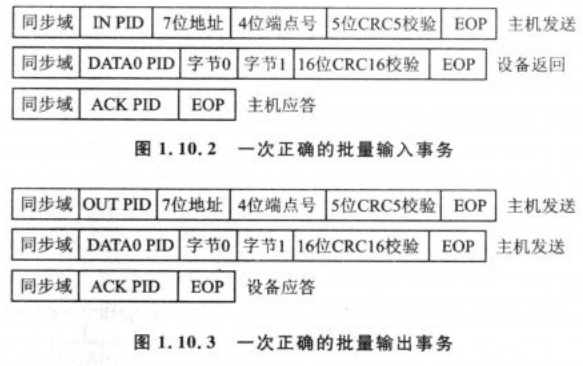 同步域 IN PID 7位地址 4位端点号 5位CRC5校验 EOP 主机发送
同步域 DATA0 PID 字节0 字节1 16位CRC16校验 EOP 设备返回
同步域 ACK PID EOP 主机应答
图 1.10.2 一次正确的批量输入事务
同步域 OUT PID 7位地址 4位端点号 5位CRC5校验 EOP 主机发送
同步域 DATA0 PID 字节0 字节1 16位CRC16校验 EOP 主机发送
同步域 ACK PID EOP 设备应答
图 1.10.3 一次正确的批量输出事务